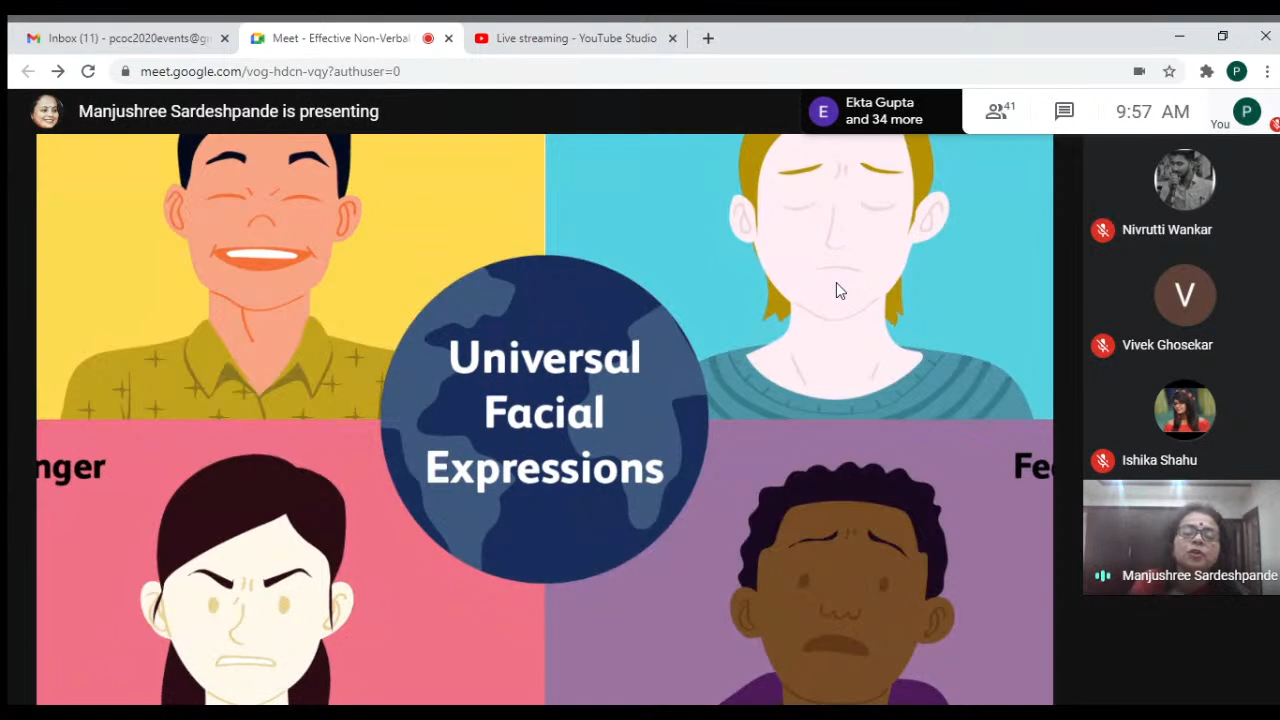 Inbox (11) - pcoc2020events@gm
Meet - Effective Non-Verbal
Live streaming - YouTube Studio
meet.google.com/vog-hdcn-vqy?authuser=0
P
Manjushree Sardeshpande is presenting
E
Ekta Gupta
and 34 more
41
9:57 AM
You
P
Nivrutti Wankar
V
Vivek Ghosekar
Ishika Shahu
Manjushree Sardeshpande
Universal
Facial
Expressions
nger
Fe